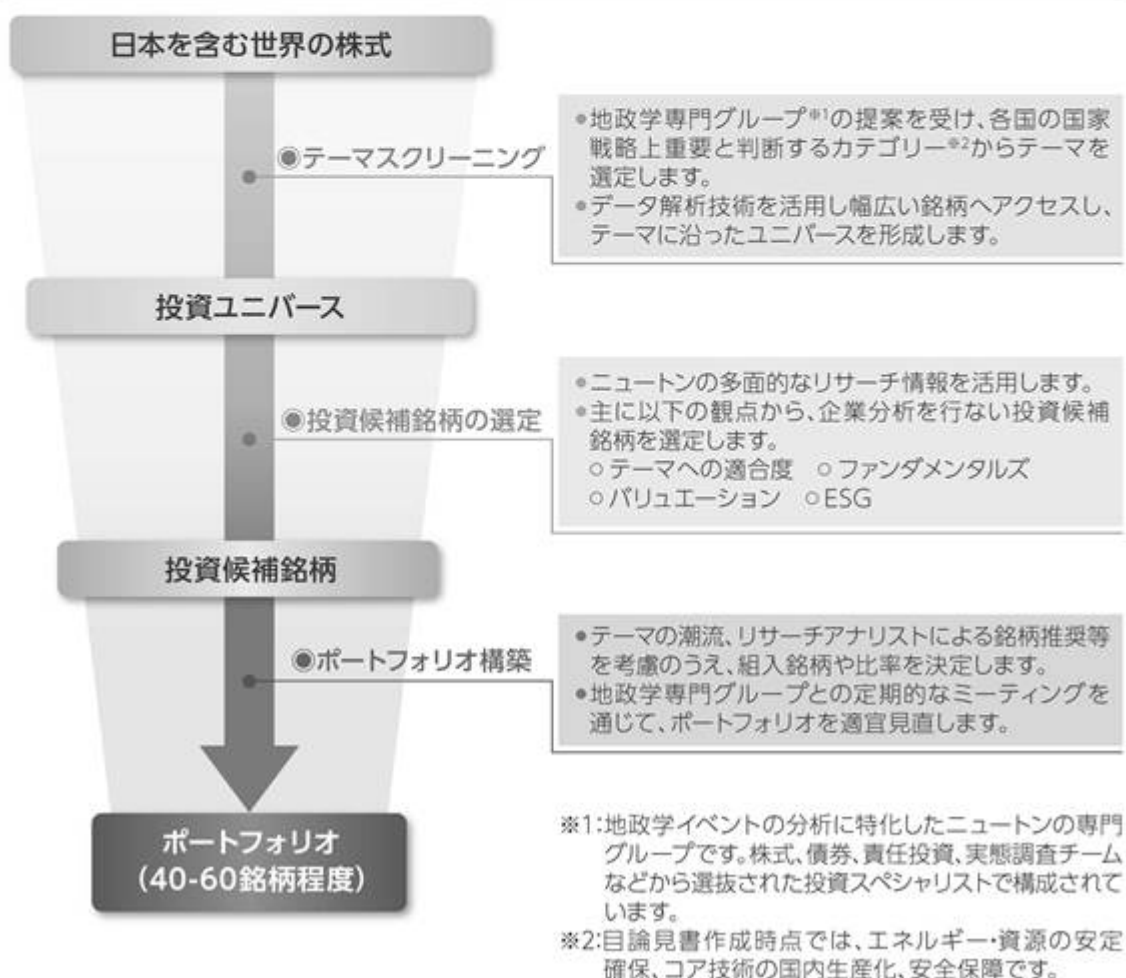 日本を含む世界の株式
◉テーマスクリーニング
●地政学専門グループ※1の提案を受け、各国の国家
戦略上重要と判断するカテゴリー※2からテーマを
選定します。
●データ解析技術を活用し幅広い銘柄へアクセスし、
テーマに沿ったユニバースを形成します。
投資ユニバース
◉投資候補銘柄の選定
●ニュートンの多面的なリサーチ情報を活用します。
●主に以下の観点から、企業分析を行ない投資候補
銘柄を選定します。
○テーマへの適合度 ○ファンダメンタルズ
○バリュエーション ○ESG
投資候補銘柄
◉ポートフォリオ構築
●テーマの潮流、リサーチアナリストによる銘柄推奨等
を考慮のうえ、組入銘柄や比率を決定します。
●地政学専門グループとの定期的なミーティングを
通じて、ポートフォリオを適宜見直します。
ポートフォリオ
(40-60銘柄程度)
※1:地政学イベントの分析に特化したニュートンの専門
グループです。株式、債券、責任投資、実態調査チーム
などから選抜された投資スペシャリストで構成されて
います。
※2:目論見書作成時点では、エネルギー・資源の安定
確保、コア技術の国内生産化、安全保障です。